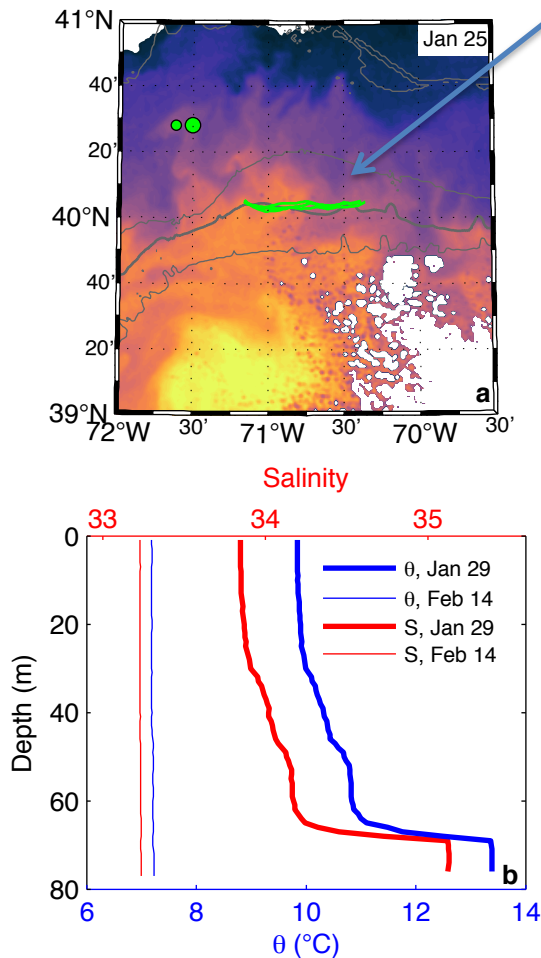 41°N
Jan 25
40'
20'
40°N
40'
20'
39°N
a
72°W 30' 71°W 30' 70°W 30'
Salinity
33 34 35
0
20
40
60
80
Depth (m)
θ, Jan 29
θ, Feb 14
S, Jan 29
S, Feb 14
b
6 8 10 12 14
θ (°C)